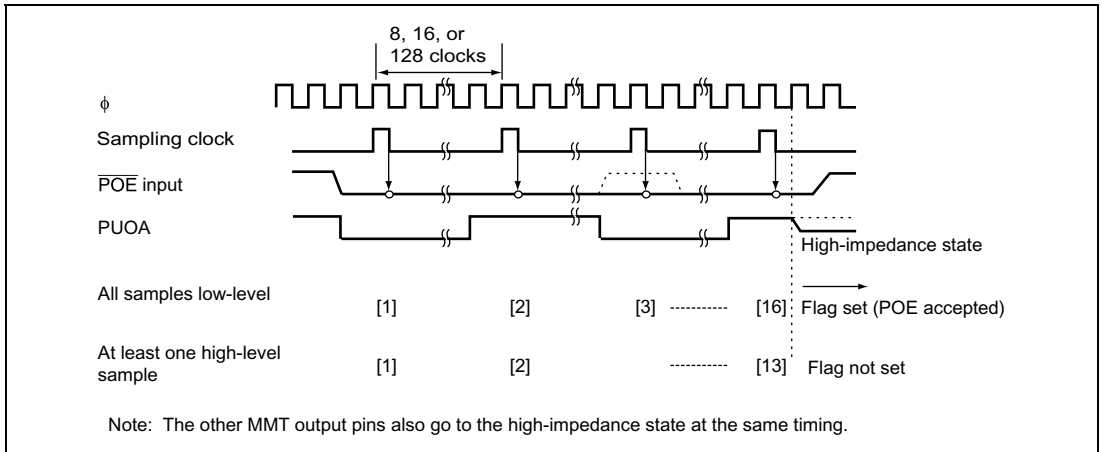 8, 16, or
128 clocks
ϕ
Sampling clock
POE input
PUOA
High-impedance state
All samples low-level
[1] [2] [3] [16] Flag set (POE accepted)
At least one high-level
sample
[1] [2] [13] Flag not set
Note: The other MMT output pins also go to the high-impedance state at the same timing.